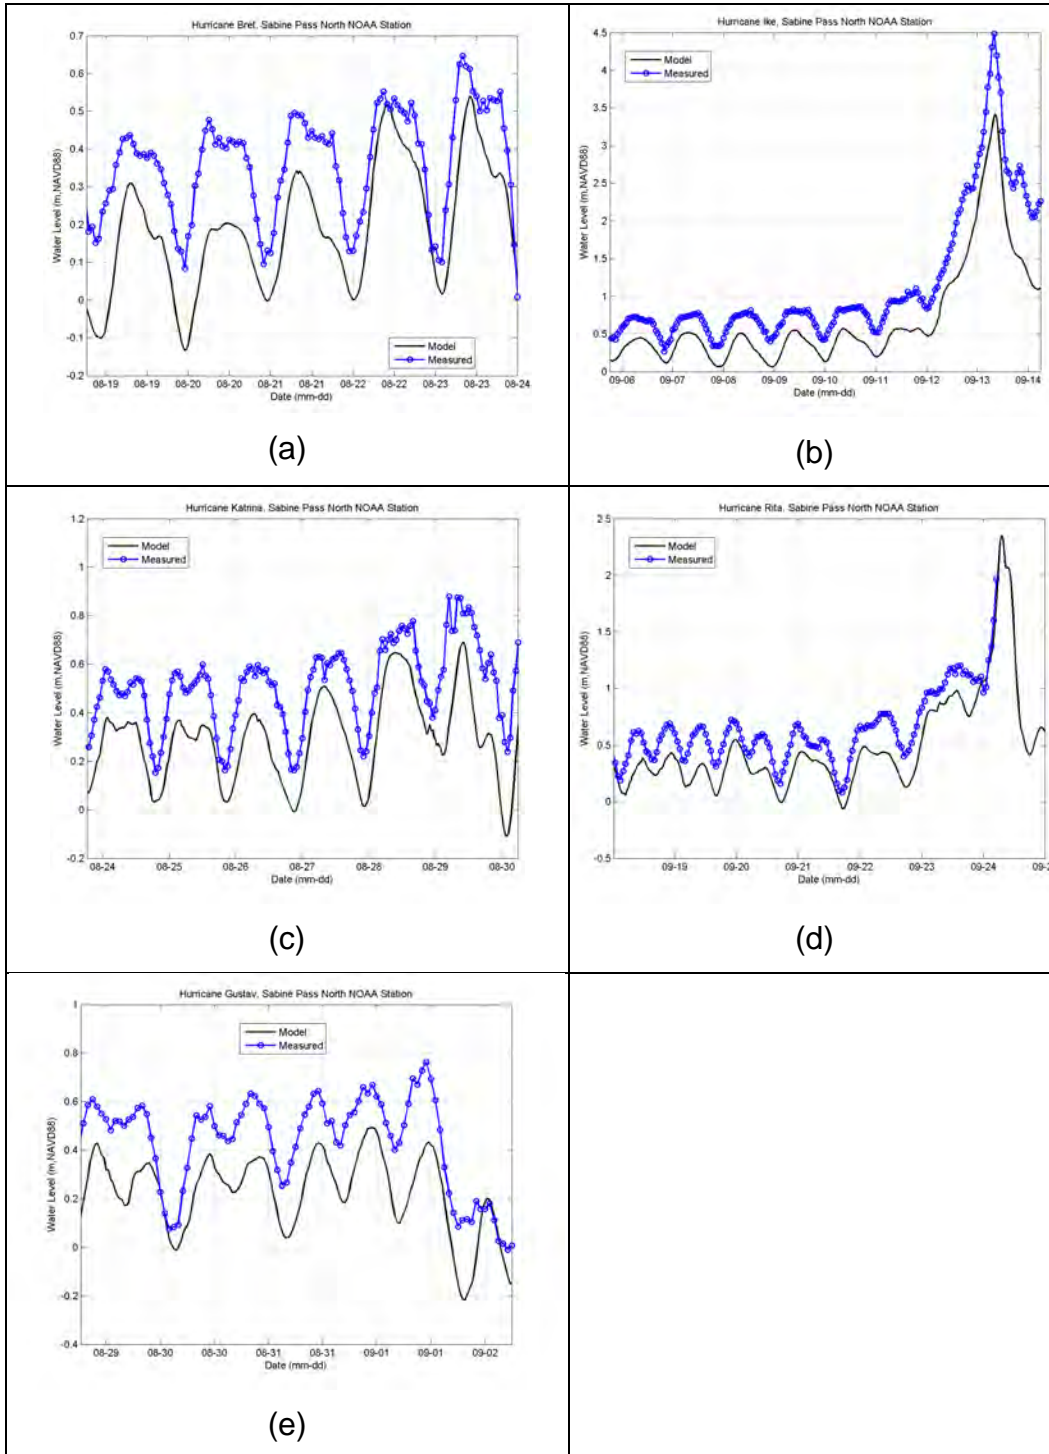 Hurricane Bret, Sabine Pass North NOAA Station
0.7
0.6
0.5
0.4
0.3
0.2
0.1
0
-0.1
-0.2
Water Level (m,NAVD88)
Model
Measured
08-19 08-19 08-20 08-20 08-21 08-21 08-22 08-22 08-23 08-23 08-24
Date (mm-dd)
(a)
Hurricane Ike, Sabine Pass North NOAA Station
4.5
4
3.5
3
2.5
2
1.5
1
0.5
0
Water Level (m,NAVD88)
Model
Measured
09-06 09-07 09-08 09-09 09-10 09-11 09-12 09-13 09-14
Date (mm-dd)
(b)
Hurricane Katrina, Sabine Pass North NOAA Station
1.2
1
0.8
0.6
0.4
0.2
0
-0.2
Water Level (m,NAVD88)
Model
Measured
08-24 08-25 08-26 08-27 08-28 08-29 08-30
Date (mm-dd)
(c)
Hurricane Rita, Sabine Pass North NOAA Station
2.5
2
1.5
1
0.5
0
-0.5
Water Level (m,NAVD88)
Model
Measured
09-19 09-20 09-21 09-22 09-23 09-24 09-2
Date (mm-dd)
(d)
Hurricane Gustav, Sabine Pass North NOAA Station
1
0.8
0.6
0.4
0.2
0
-0.2
-0.4
Water Level (m,NAVD88)
Model
Measured
08-29 08-30 08-30 08-31 08-31 09-01 09-01 09-02
Date (mm-dd)
(e)